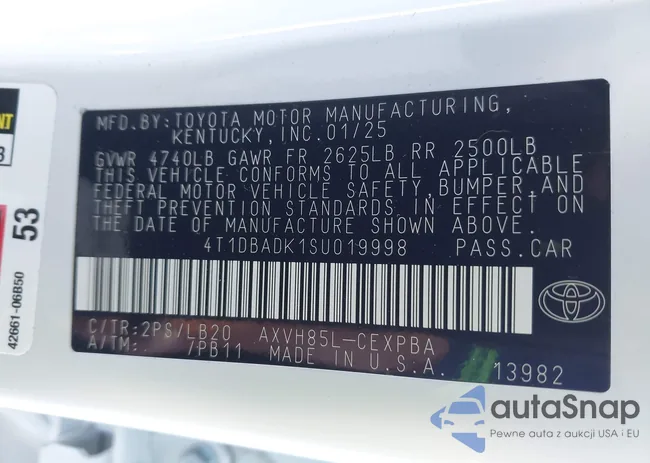 MFD.BY:TOYOTA MOTOR MANUFACTURING,
KENTUCKY, INC.01/25
GVWR 4740LB GAWR FR 2625LB RR 2500LB
THIS VEHICLE CONFORMS TO ALL APPLICABLE
FEDERAL MOTOR VEHICLE SAFETY, BUMPER,AND
THEFT PREVENTION STANDARDS IN EFFECT ON
THE DATE OF MANUFACTURE SHOWN ABOVE.
4T1DBADK1SU019998 PASS.CAR
C/TR:2PS/LB20 AXVH85L-CEXPBA
A/TM: /PB11 MADE IN U.S.A. 13982
53
42661-06B50
autaSnap
Pewne auta z aukcji USA i EU